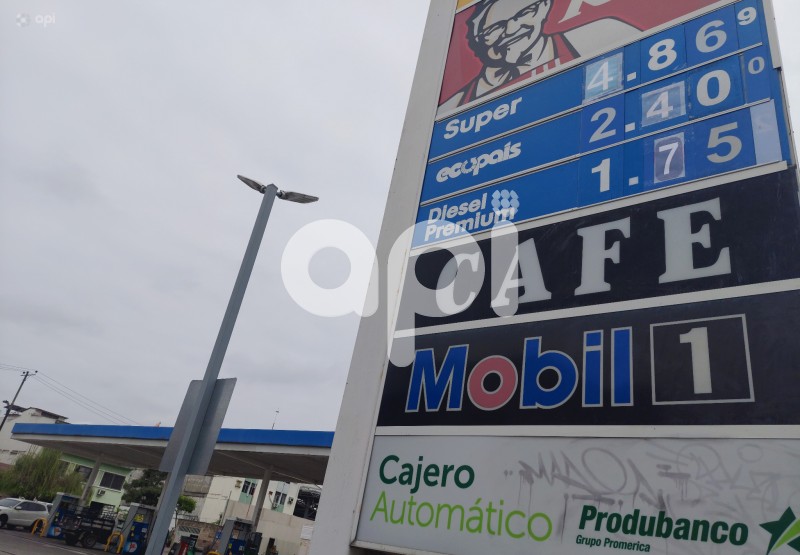 api
Super 4.869
ecopaís 2.400
Diesel Premium 1.75
CAFE
api
Mobil 1
Cajero
Automático
Produbanco
Grupo Promerica